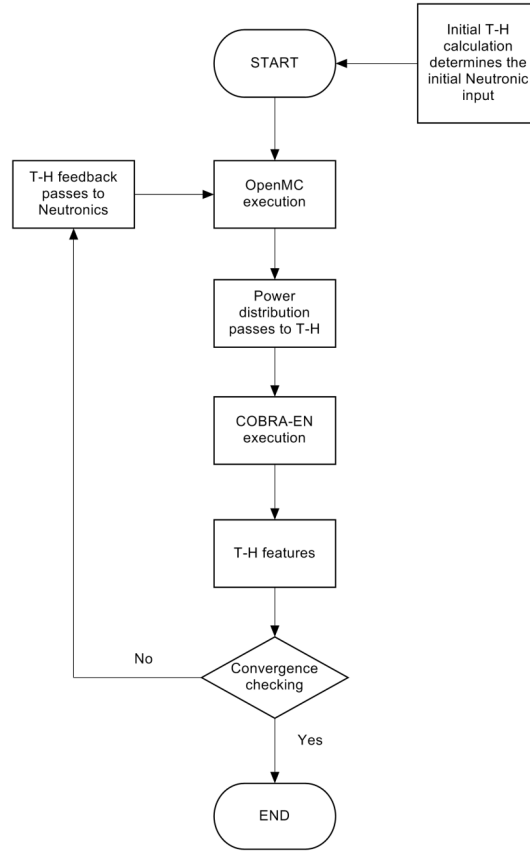 Initial T-H
calculation
determines the
initial Neutronic
input
START
T-H feedback
passes to
Neutronics
OpenMC
execution
Power
distribution
passes to T-H
COBRA-EN
execution
T-H features
Convergence
checking
No
Yes
END